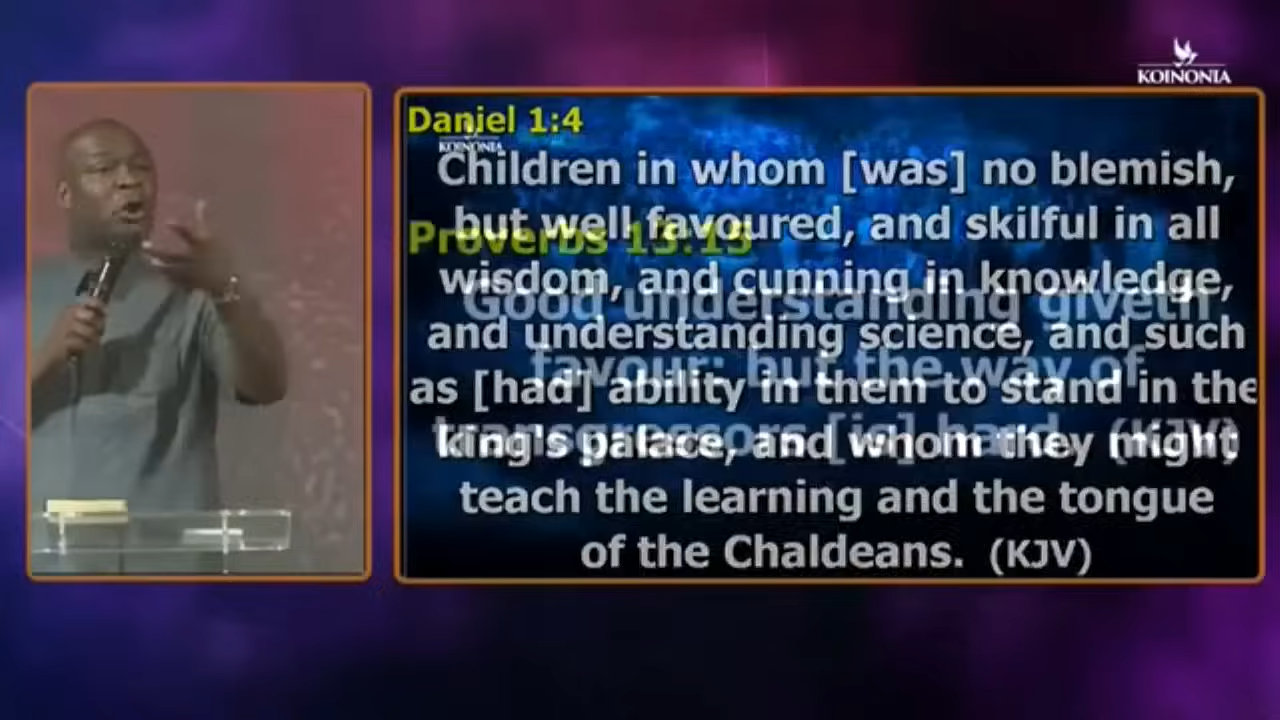 KOINONIA
Daniel 1:4
KOINONIA
Children in whom [was] no blemish,
but well favoured, and skilful in all
wisdom, and cunning in knowledge,
and understanding science, and such
as [had] ability in them to stand in the
king's palace, and whom they might
teach the learning and the tongue
of the Chaldeans. (KJV)
Proverbs 13:15
Good understanding giveth
favour: but the way of
transgressors [is] hard. (KJV)